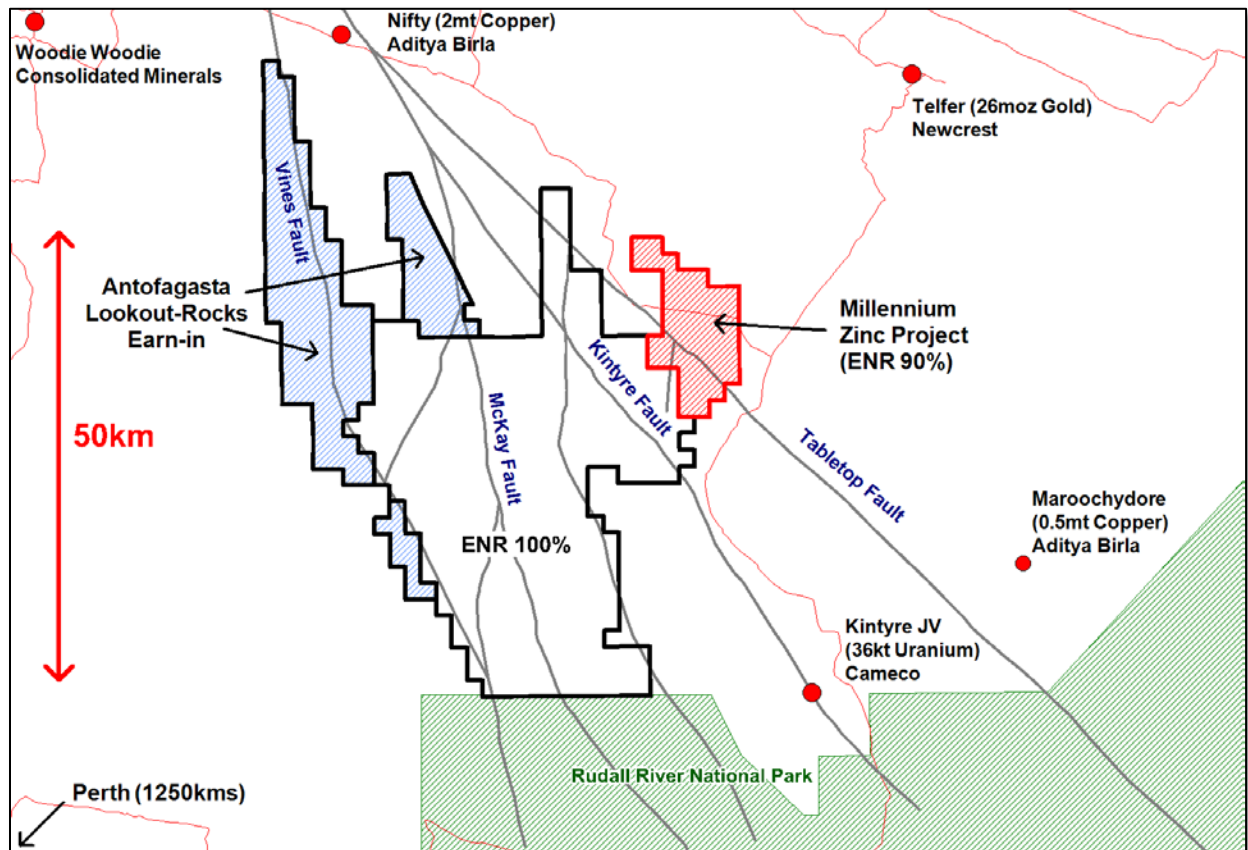 Nifty (2mt Copper)
Aditya Birla
Woodie Woodie
Consolidated Minerals
Telfer (26moz Gold)
Newcrest
Vines Fault
Antofagasta
Lookout-Rocks
Earn-in
Millennium
Zinc Project
(ENR 90%)
50km
Kintyre Fault
McKay Fault
Tabletop Fault
Maroochydore
(0.5mt Copper)
Aditya Birla
ENR 100%
Kintyre JV
(36kt Uranium)
Cameco
Rudall River National Park
Perth (1250kms)